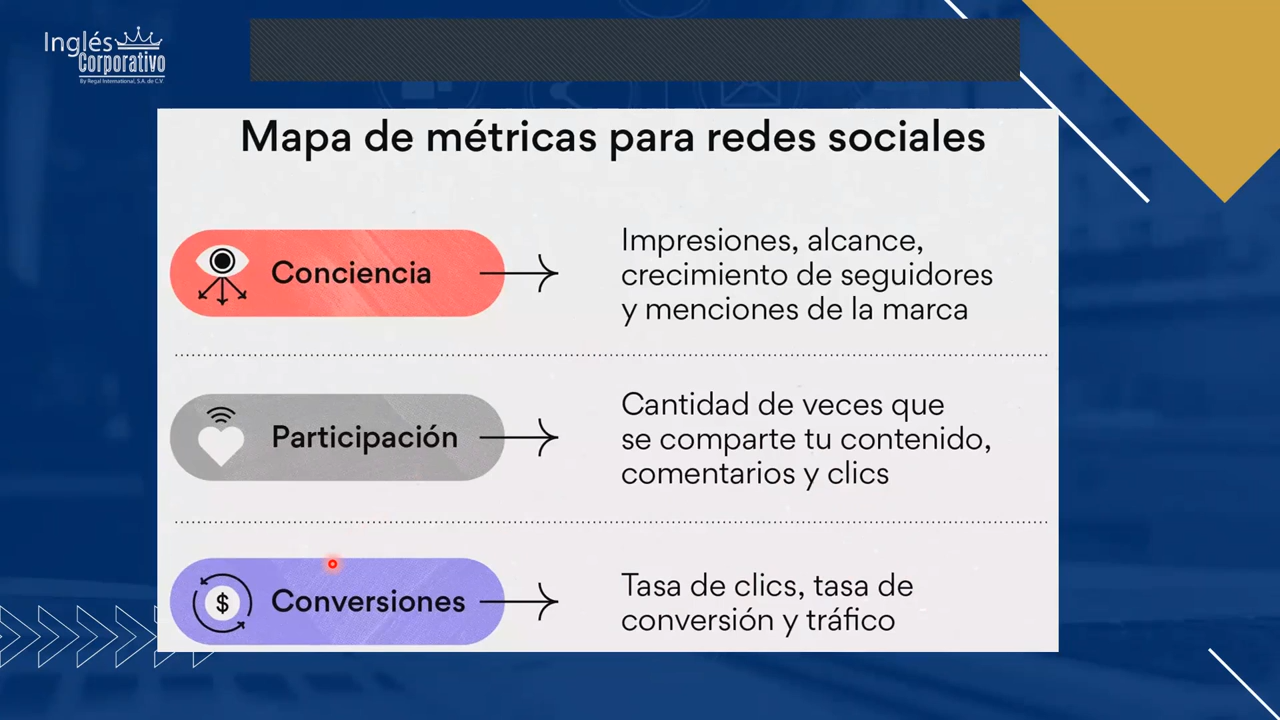 Inglés
Corporativo
By Regal International, S.A. de C.V.
Mapa de métricas para redes sociales
Conciencia
Impresiones, alcance,
crecimiento de seguidores
y menciones de la marca
Participación
Cantidad de veces que
se comparte tu contenido,
comentarios y clics
$
Conversiones
Tasa de clics, tasa de
conversión y tráfico